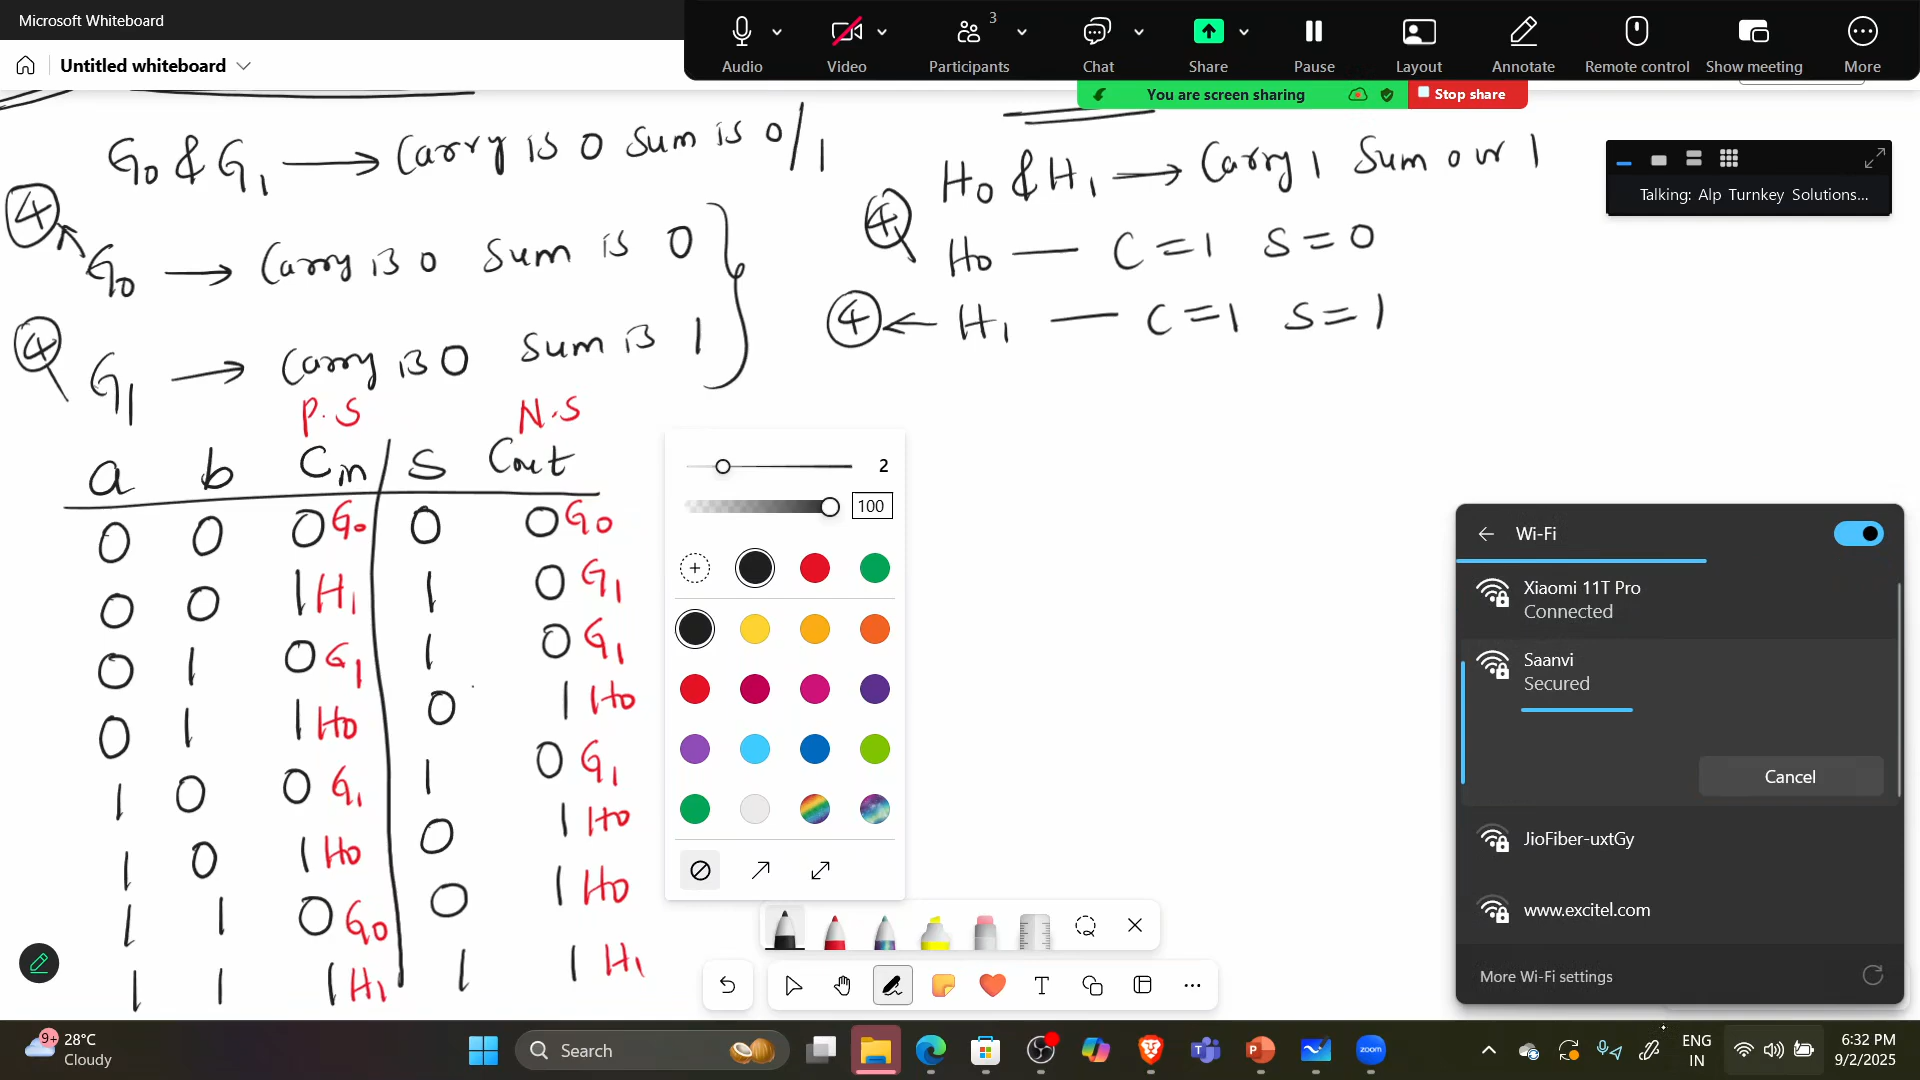 Microsoft Whiteboard
Untitled whiteboard
Audio
Video
3
Participants
Chat
Share
Pause
Layout
Annotate
Remote control
Show meeting
More
You are screen sharing
Stop share
Talking: Alp Turnkey Solutions...
G0 & G1 → Carry is 0 sum is 0/1
4
G0 → Carry is 0 sum is 0
4
G1 → Carry is 0 sum is 1
H0 & H1 → Carry 1 sum 0 or 1
4
H0 — C = 1 S = 0
4 ← H1 — C = 1 S = 1
P.S N.S
a b Cin S Cout
0 0 0 G0 0 0 G0
0 0 1 H1 1 0 G1
0 1 0 G1 1 0 G1
0 1 1 H0 0 1 H0
1 0 0 G1 1 0 G1
1 0 1 H0 0 1 H0
1 1 0 G0 0 1 H0
1 1 1 H1 1 1 H1
2
100
Wi-Fi
Xiaomi 11T Pro
Connected
Saanvi
Secured
Cancel
JioFiber-uxtGy
www.excitel.com
More Wi-Fi settings
9+
28°C
Cloudy
Search
zoom
ENG
IN
6:32 PM
9/2/2025